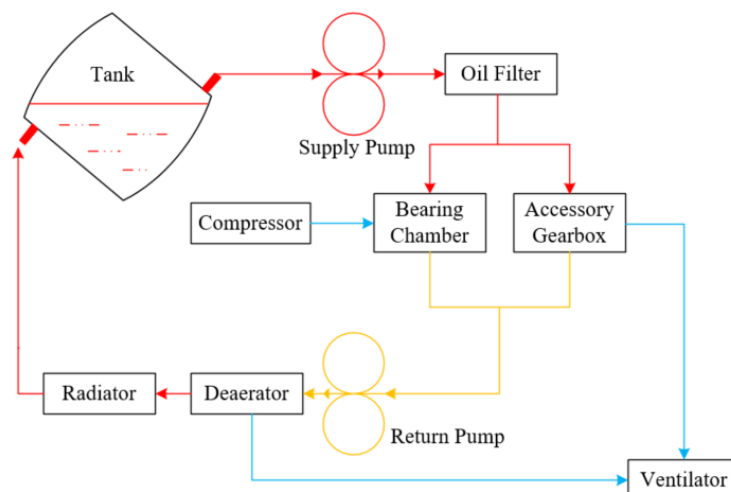 Tank
Oil Filter
Supply Pump
Compressor
Bearing
Chamber
Accessory
Gearbox
Radiator
Deaerator
Return Pump
Ventilator